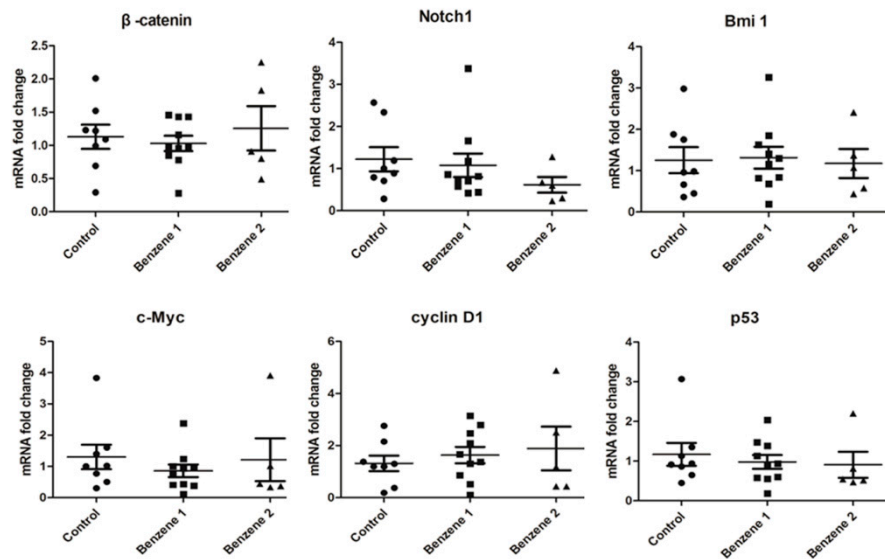 β -catenin
mRNA fold change
2.5
2.0
1.5
1.0
0.5
0.0
Control
Benzene 1
Benzene 2
Notch1
mRNA fold change
4
3
2
1
0
Control
Benzene 1
Benzene 2
Bmi 1
mRNA fold change
4
3
2
1
0
Control
Benzene 1
Benzene 2
c-Myc
mRNA fold change
5
4
3
2
1
0
Control
Benzene 1
Benzene 2
cyclin D1
mRNA fold change
6
4
2
0
Control
Benzene 1
Benzene 2
p53
mRNA fold change
4
3
2
1
0
Control
Benzene 1
Benzene 2